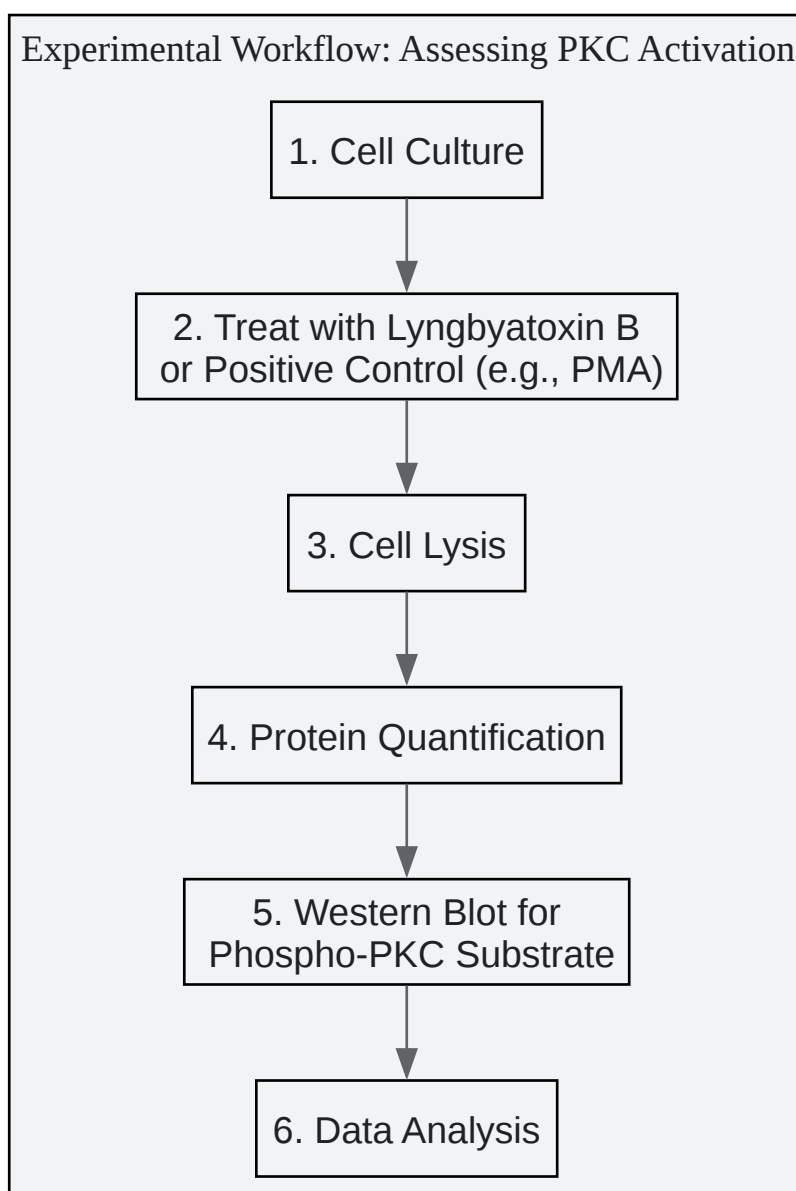 Experimental Workflow: Assessing PKC Activation
1. Cell Culture
2. Treat with Lyngbyatoxin B
or Positive Control (e.g., PMA)
3. Cell Lysis
4. Protein Quantification
5. Western Blot for
Phospho-PKC Substrate
6. Data Analysis